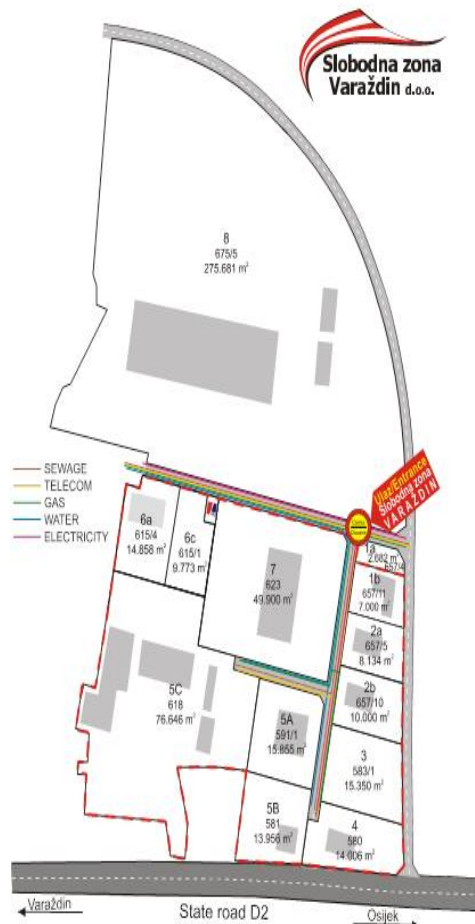 Slobodna zona
Varaždin d.o.o.
8
675/5
275.681 m²
SEWAGE
TELECOM
GAS
WATER
ELECTRICITY
Ulaz/Entrance
Slobodna zona
VARAŽDIN
6a
615/4
14.858 m²
6c
615/1
9.773 m²
7
623
49.900 m²
1a
2.682 m²
657/4
1b
657/11
7.000 m²
2a
657/5
8.134 m²
2b
657/10
10.000 m²
5C
618
76.646 m²
5A
591/1
15.855 m²
3
583/1
15.350 m²
5B
581
13.956 m²
4
580
14.006 m²
Varaždin
State road D2
Osijek